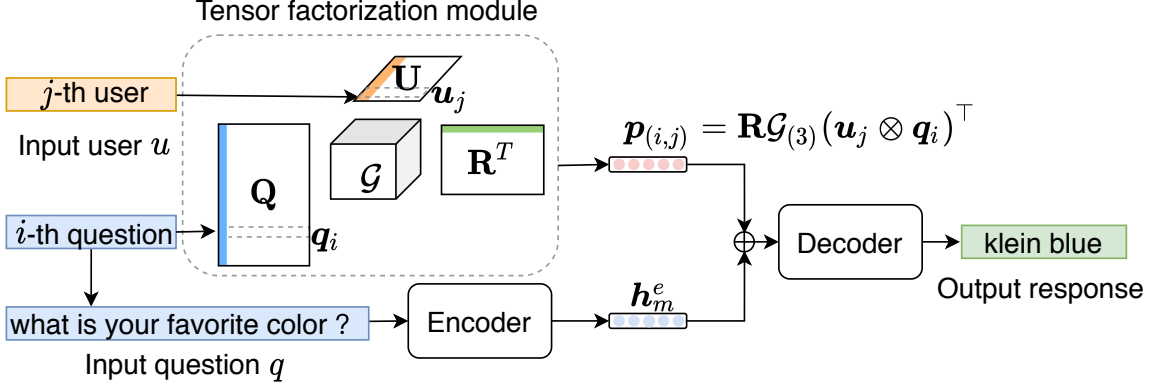 Tensor factorization module
j-th user
Input user u
U
u_j
Q
q_i
𝒢
R^T
p_(i,j) = R𝒢_(3)(u_j ⊗ q_i)^⊤
i-th question
Decoder
klein blue
Output response
what is your favorite color ?
Encoder
h_m^e
Input question q